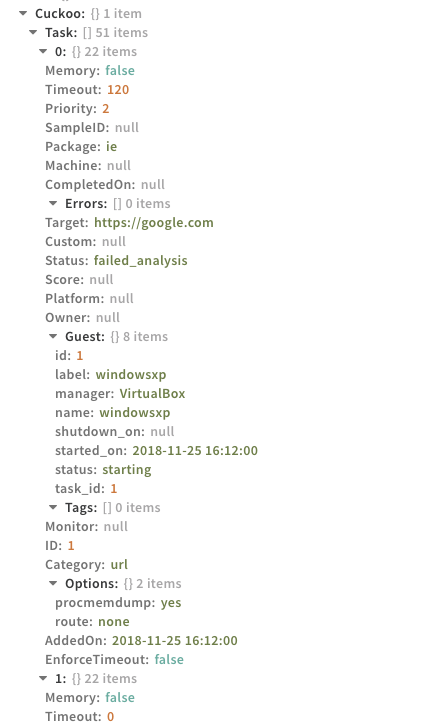 Cuckoo: {} 1 item
Task: [] 51 items
0: {} 22 items
Memory: false
Timeout: 120
Priority: 2
SampleID: null
Package: ie
Machine: null
CompletedOn: null
Errors: [] 0 items
Target: https://google.com
Custom: null
Status: failed_analysis
Score: null
Platform: null
Owner: null
Guest: {} 8 items
id: 1
label: windowsxp
manager: VirtualBox
name: windowsxp
shutdown_on: null
started_on: 2018-11-25 16:12:00
status: starting
task_id: 1
Tags: [] 0 items
Monitor: null
ID: 1
Category: url
Options: {} 2 items
procmemdump: yes
route: none
AddedOn: 2018-11-25 16:12:00
EnforceTimeout: false
1: {} 22 items
Memory: false
Timeout: 0